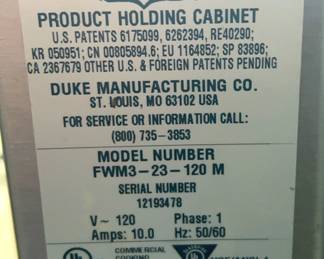 PRODUCT HOLDING CABINET
U.S. PATENTS 6175099, 6262394, RE40290;
KR 050951; CN 00805894.6; EU 1164852; SP 83896;
CA 2367679 OTHER U.S. & FOREIGN PATENTS PENDING
DUKE MANUFACTURING CO.
ST. LOUIS, MO 63102 USA
FOR SERVICE OR INFORMATION CALL:
(800) 735-3853
MODEL NUMBER
FWM3-23-120 M
SERIAL NUMBER
12193478
V~ 120 Phase: 1
Amps: 10.0 Hz: 50/60
COMMERCIAL
COOKING